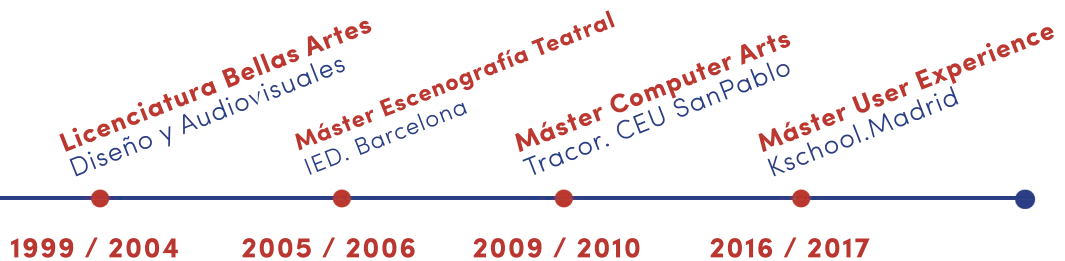 Licenciatura Bellas Artes
Diseño y Audiovisuales
Máster Escenografía Teatral
IED. Barcelona
Máster Computer Arts
Tracor. CEU SanPablo
Máster User Experience
Kschool.Madrid
1999 / 2004
2005 / 2006
2009 / 2010
2016 / 2017